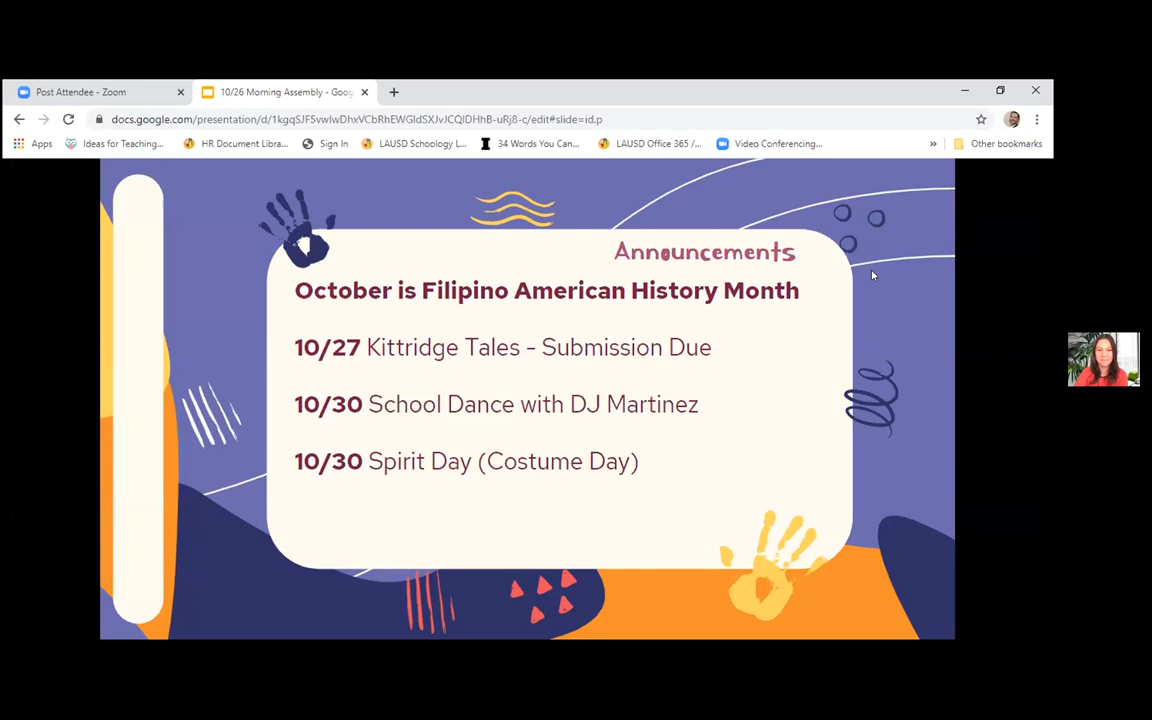 Post Attendee - Zoom
10/26 Morning Assembly - Goog
docs.google.com/presentation/d/1kgqSJF5vwIwDhxVCbRhEWGldSXJvJCQlDHhB-uRj8-c/edit#slide=id.p
Apps
Ideas for Teaching...
HR Document Libra...
Sign In
LAUSD Schoology L...
34 Words You Can...
LAUSD Office 365 /...
Video Conferencing...
Other bookmarks
Announcements
October is Filipino American History Month
10/27 Kittridge Tales - Submission Due
10/30 School Dance with DJ Martinez
10/30 Spirit Day (Costume Day)